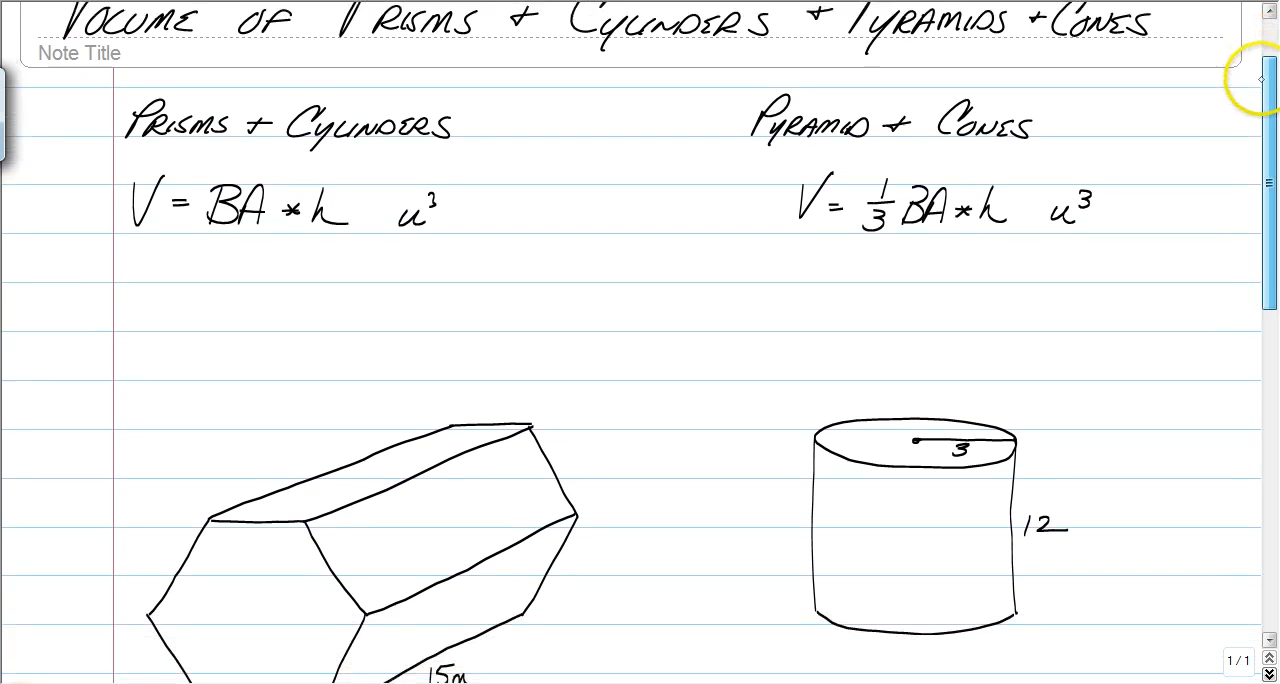 VOLUME OF PRISMS + CYLINDERS + PYRAMIDS + CONES
Note Title
PRISMS + CYLINDERS
PYRAMID + CONES
V = BA * h u³
V = 1/3 BA * h u³
3
12
15m
1/1